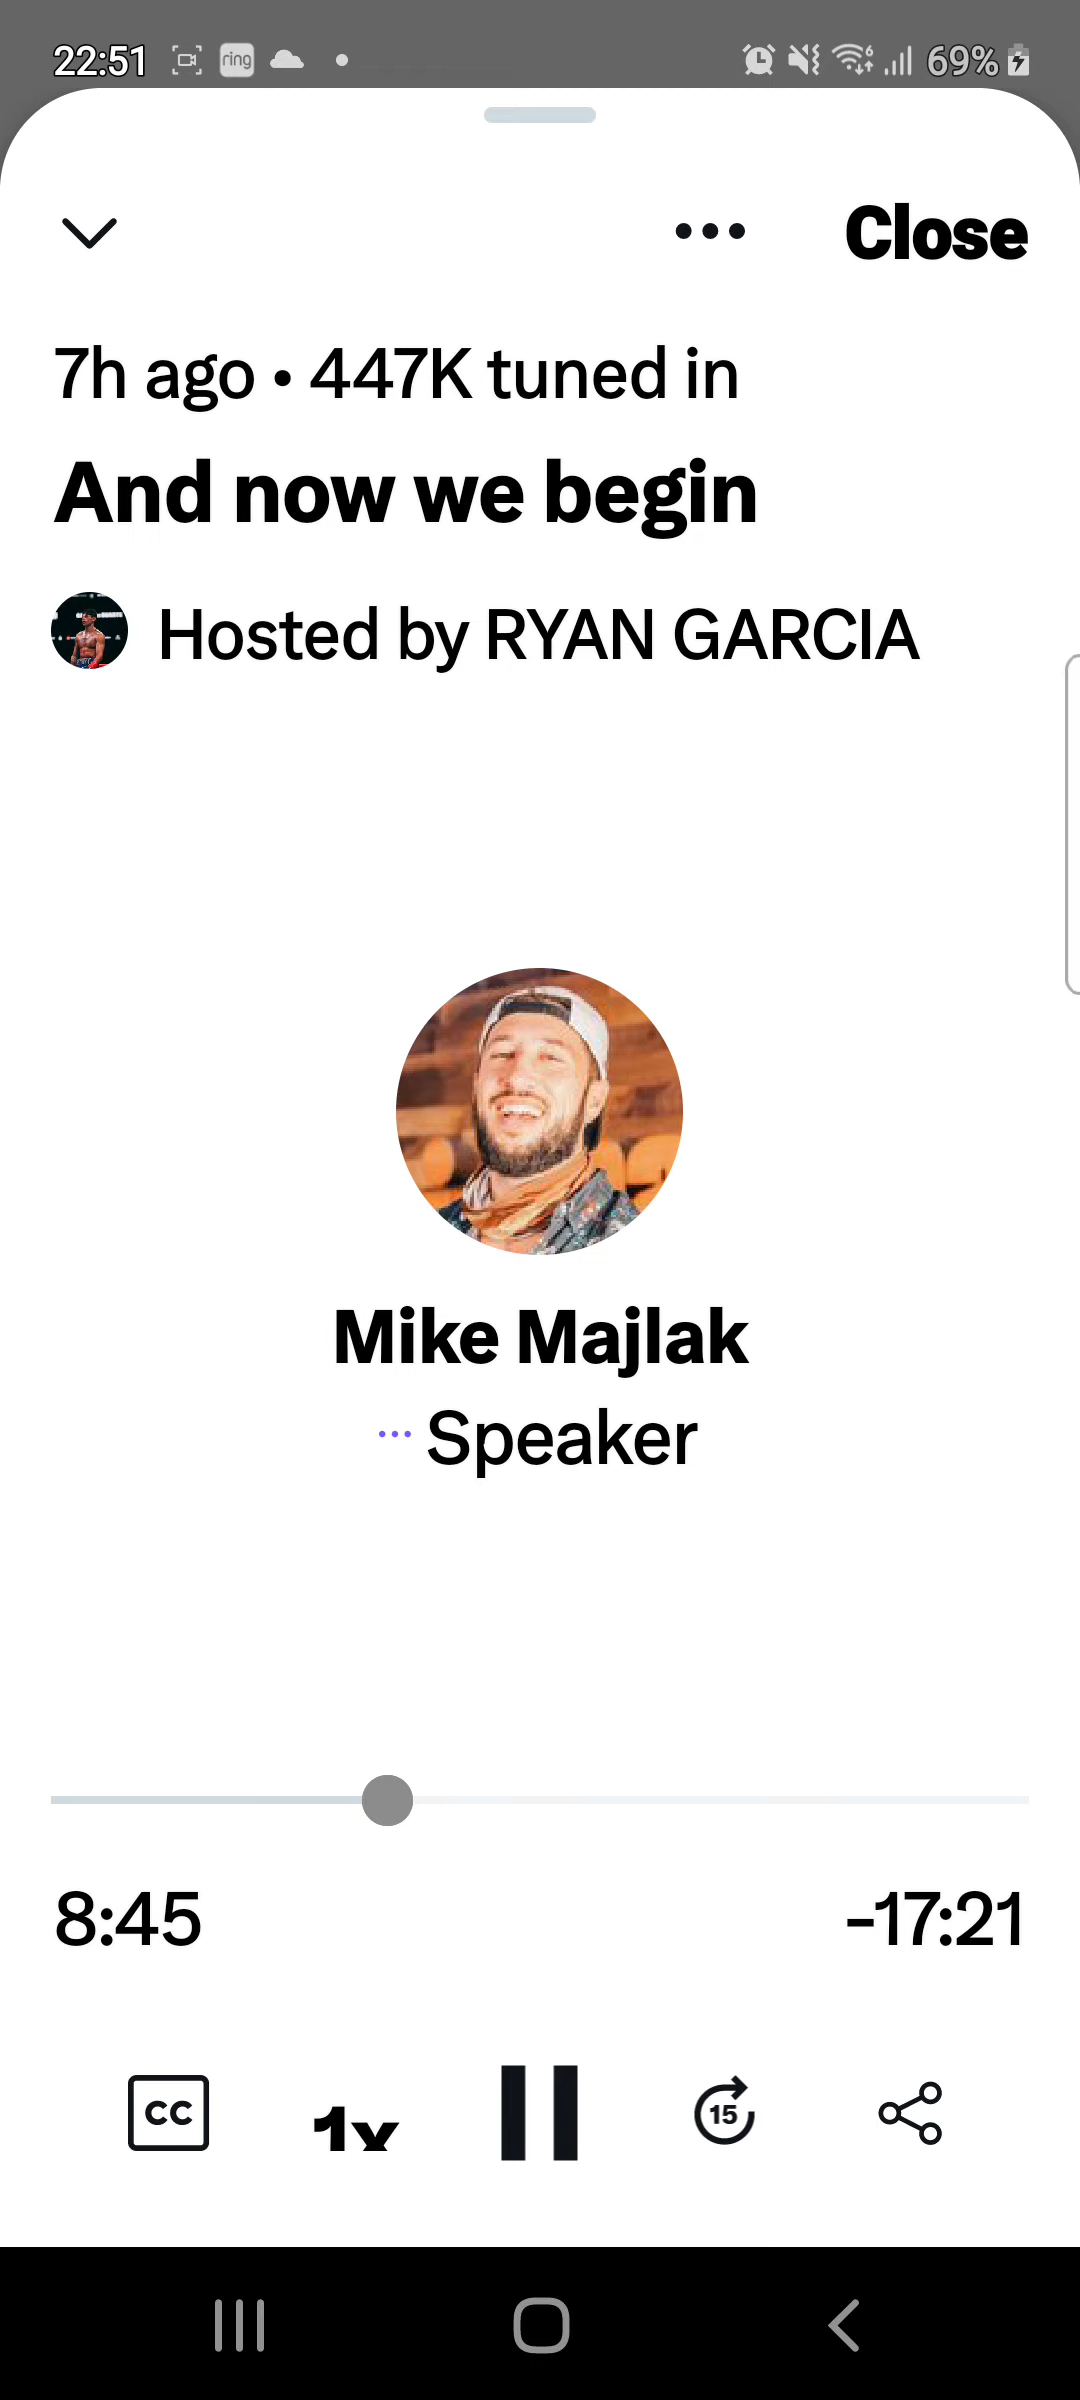 22:51 ring 69%
Close
7h ago • 447K tuned in
And now we begin
Hosted by RYAN GARCIA
Mike Majlak
Speaker
8:45 -17:21
CC 1x 15